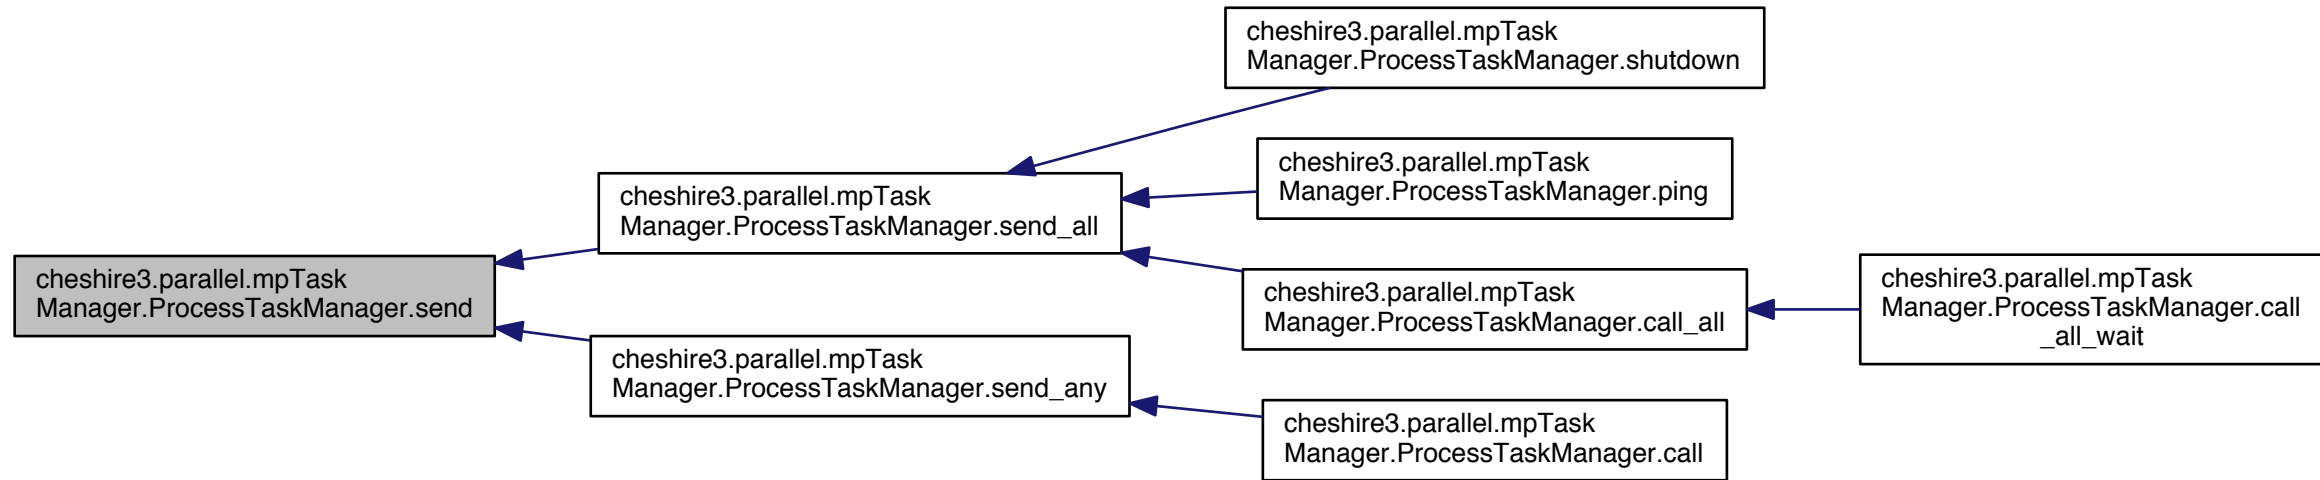 cheshire3.parallel.mpTask
Manager.ProcessTaskManager.send
cheshire3.parallel.mpTask
Manager.ProcessTaskManager.send_all
cheshire3.parallel.mpTask
Manager.ProcessTaskManager.send_any
cheshire3.parallel.mpTask
Manager.ProcessTaskManager.shutdown
cheshire3.parallel.mpTask
Manager.ProcessTaskManager.ping
cheshire3.parallel.mpTask
Manager.ProcessTaskManager.call_all
cheshire3.parallel.mpTask
Manager.ProcessTaskManager.call
cheshire3.parallel.mpTask
Manager.ProcessTaskManager.call
_all_wait